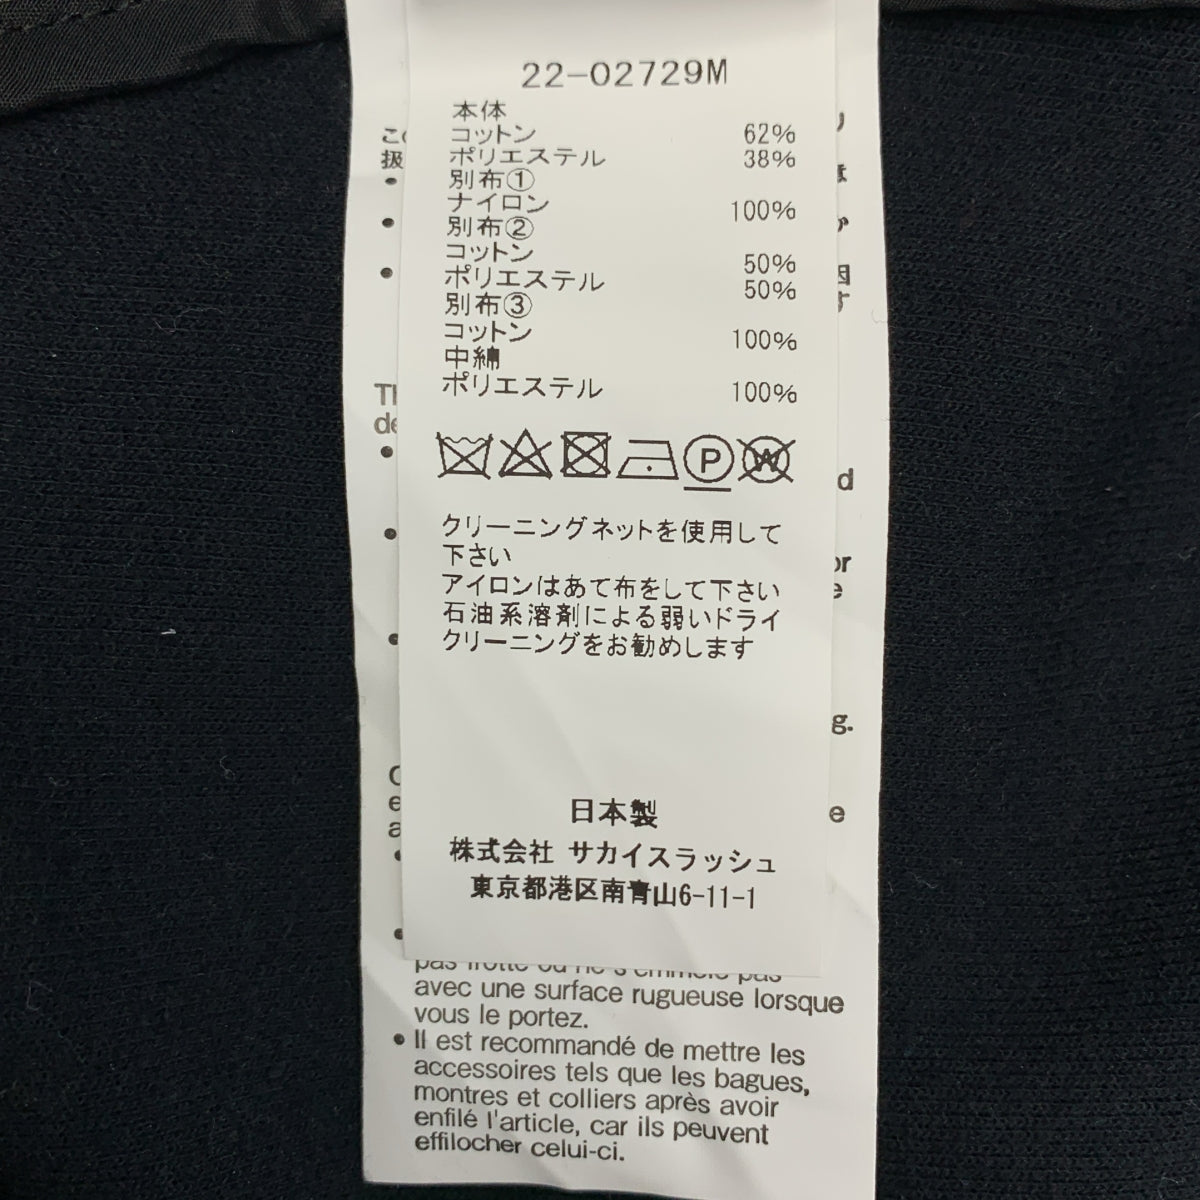 22-02729M
本体
コットン 62%
ポリエステル 38%
別布①
ナイロン 100%
別布②
コットン 50%
ポリエステル 50%
別布③
コットン 100%
中綿
ポリエステル 100%
P W
クリーニングネットを使用して
下さい
アイロンはあて布をして下さい
石油系溶剤による弱いドライ
クリーニングをお勧めします
日本製
株式会社 サカイスラッシュ
東京都港区南青山6-11-1
avec une surface rugueuse lorsque
vous le portez.
• Il est recommandé de mettre les
accessoires tels que les bagues,
montres et colliers après avoir
enfilé l'article, car ils peuvent
effilocher celui-ci.